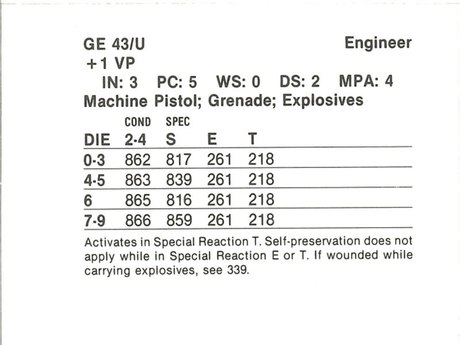 GE 43/U Engineer
+1 VP
IN: 3 PC: 5 WS: 0 DS: 2 MPA: 4
Machine Pistol; Grenade; Explosives
COND SPEC
DIE 2-4 S E T
0-3 862 817 261 218
4-5 863 839 261 218
6 865 816 261 218
7-9 866 859 261 218
Activates in Special Reaction T. Self-preservation does not
apply while in Special Reaction E or T. If wounded while
carrying explosives, see 339.